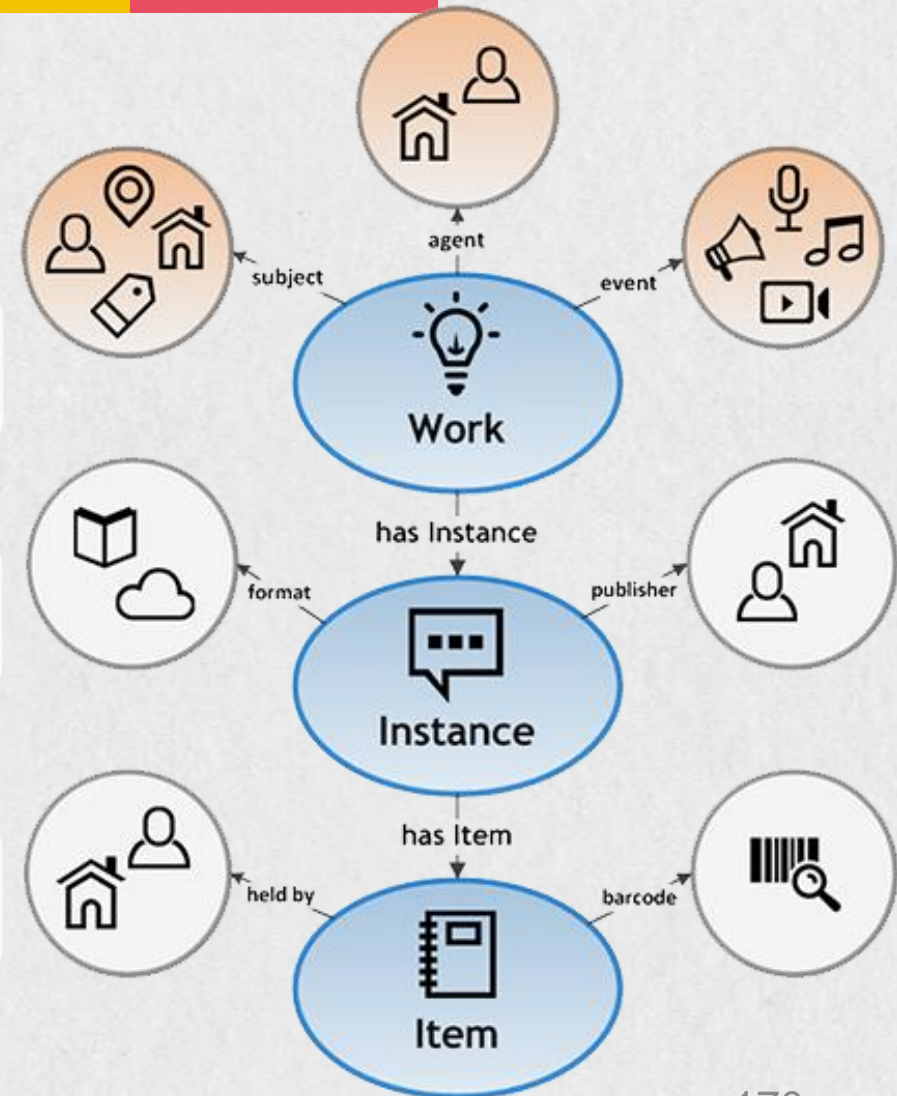 agent
subject
event
Work
has Instance
format
publisher
Instance
has Item
held by
barcode
Item